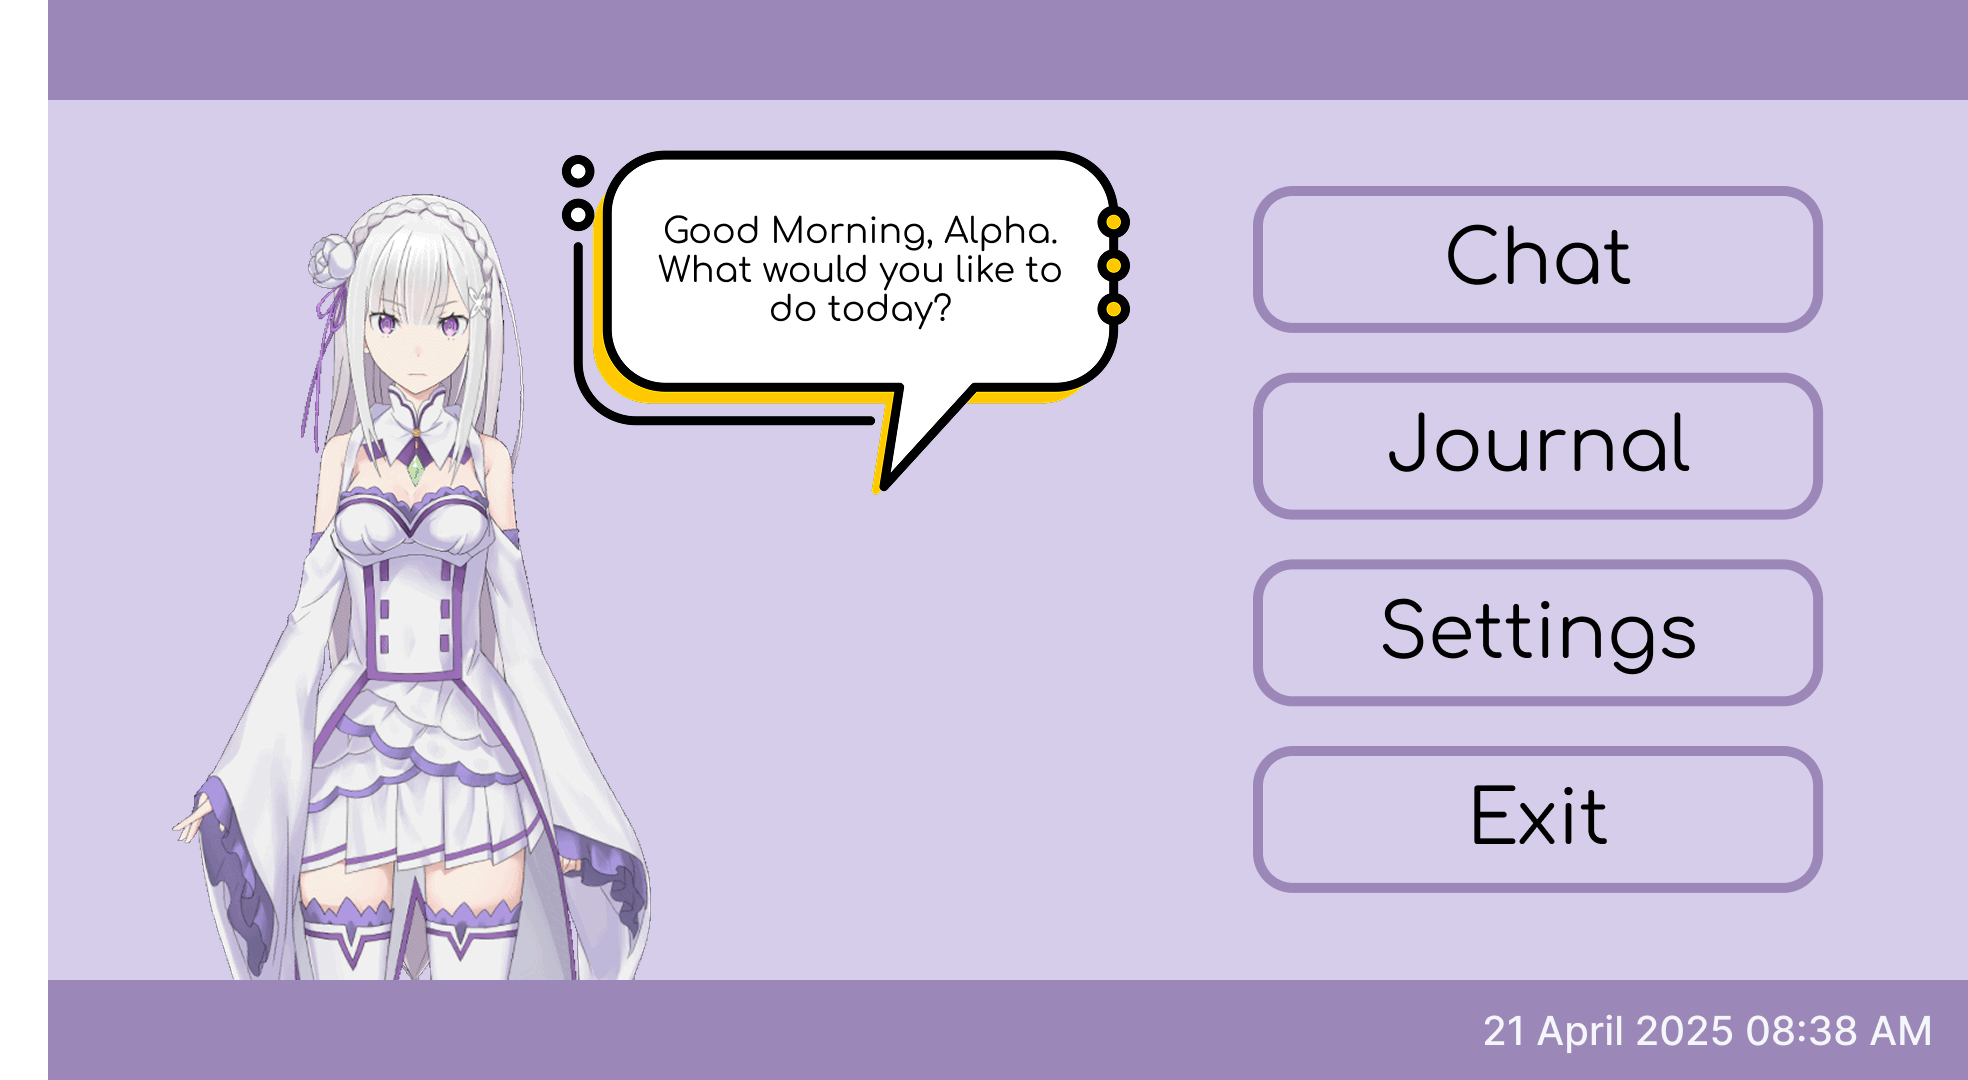 Good Morning, Alpha.
What would you like to
do today?
Chat
Journal
Settings
Exit
21 April 2025 08:38 AM